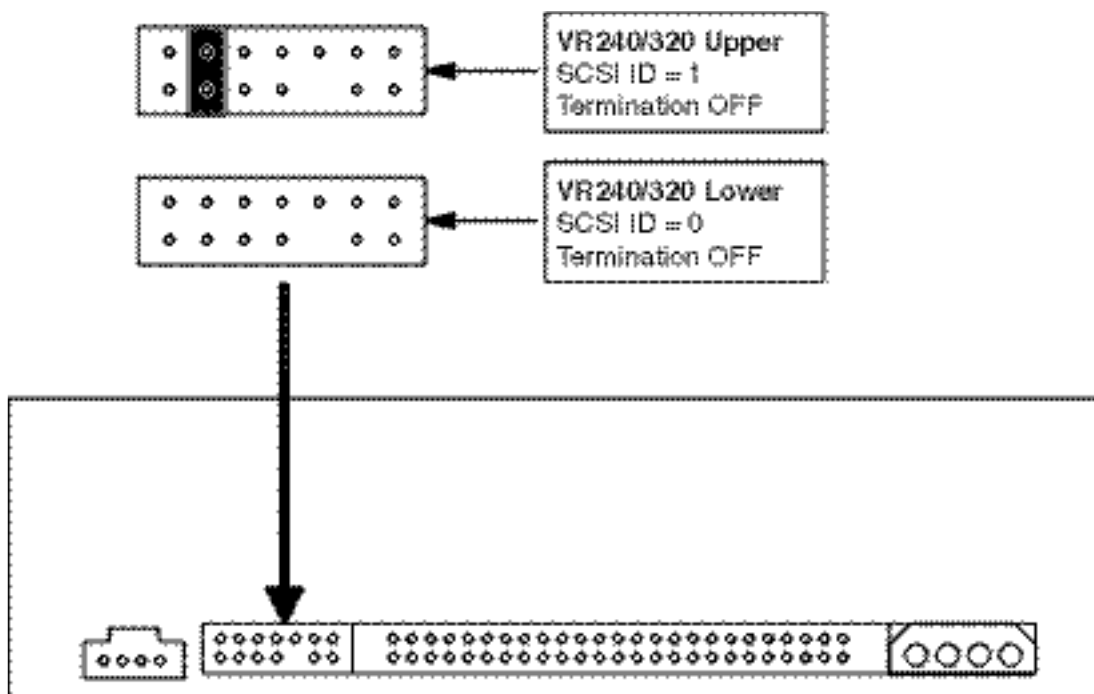 VR240/320 Upper
SCSI ID = 1
Termination OFF
VR240/320 Lower
SCSI ID = 0
Termination OFF